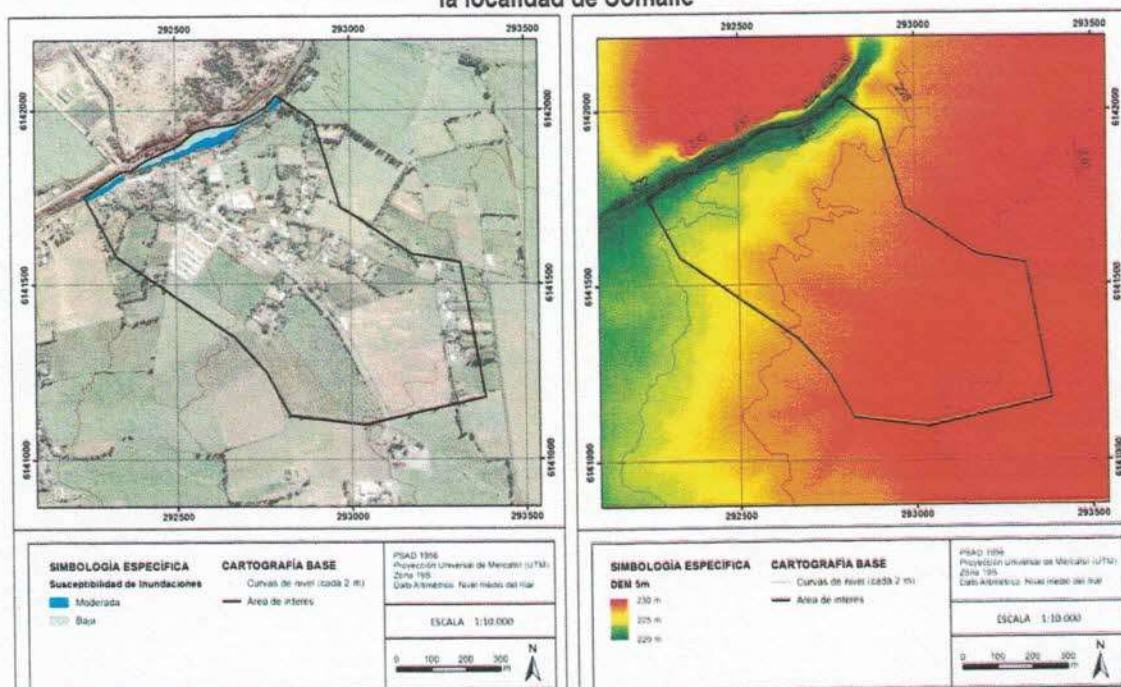 la localidad de Comalle
292500 293000 293500
6142000
6141500
6141000
292500 293000 293500
SIMBOLOGÍA ESPECÍFICA
Susceptibilidad de Inundaciones
Moderada
Baja
CARTOGRAFÍA BASE
Curvas de nivel (cada 2 m)
Area de interes
PSAD 1956
Proyección Universal de Mercator (UTM)
Zona 19S
Dato Altimétrico: Nivel medio del mar
ESCALA 1:10.000
0 100 200 300
m
N
292500 293000 293500
6142000
6141500
6141000
292500 293000 293500
SIMBOLOGÍA ESPECÍFICA
DEM 5m
230 m
225 m
220 m
CARTOGRAFÍA BASE
Curvas de nivel (cada 2 m)
Area de interes
PSAD 1956
Proyección Universal de Mercator (UTM)
Zona 19S
Dato Altimétrico: Nivel medio del mar
ESCALA 1:10.000
0 100 200 300
m
N